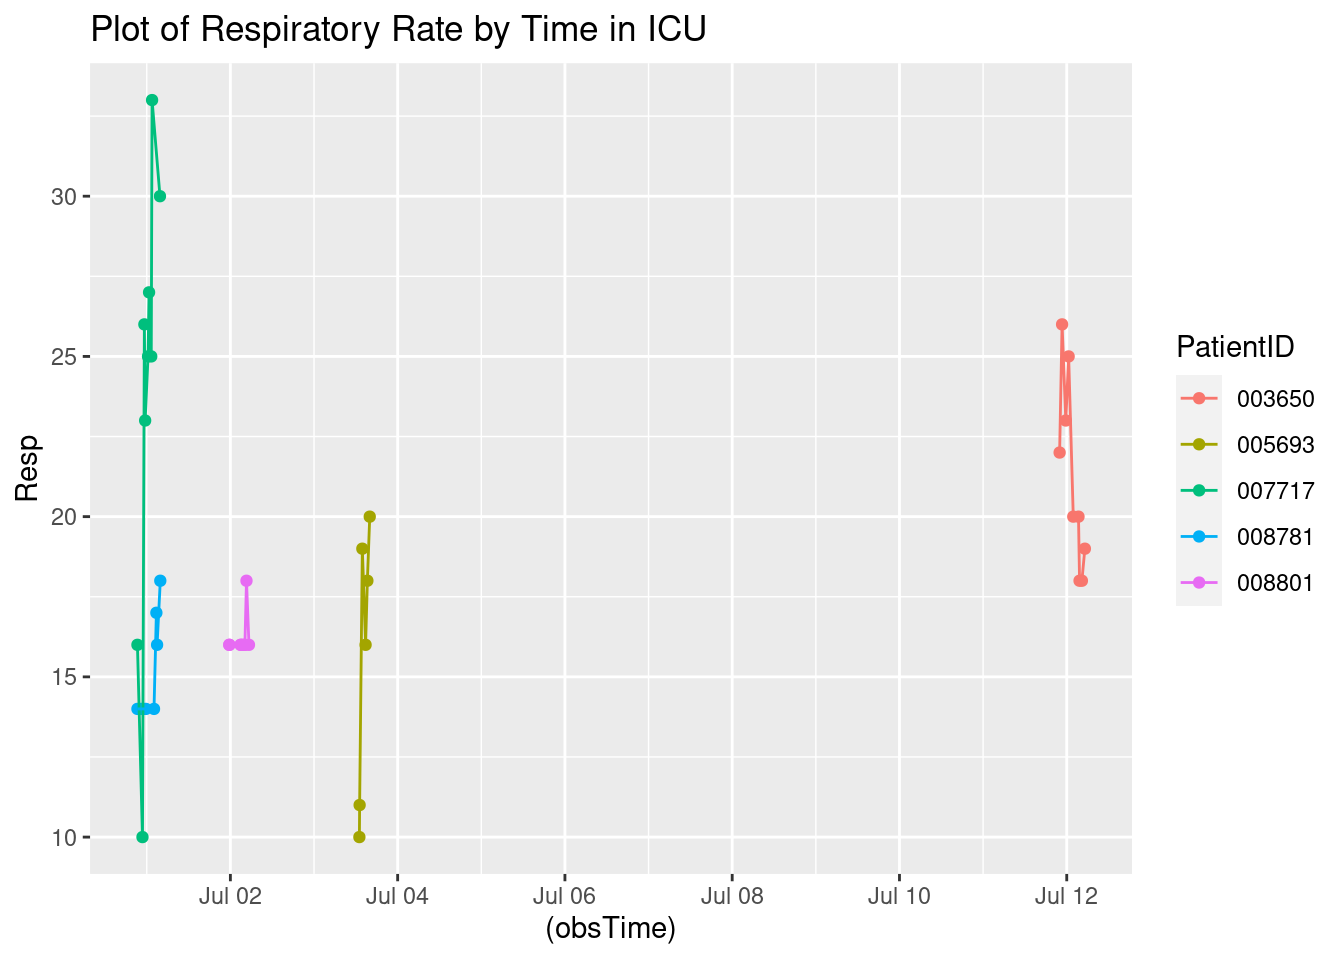 Plot of Respiratory Rate by Time in ICU
Resp
30
25
20
15
10
Jul 02 Jul 04 Jul 06 Jul 08 Jul 10 Jul 12
(obsTime)
PatientID
003650
005693
007717
008781
008801